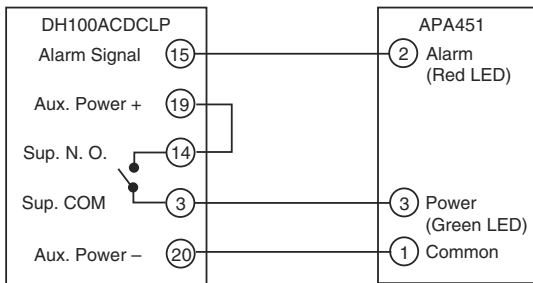 DH100ACDCLP APA451
Alarm Signal 15 2 Alarm
(Red LED)
Aux. Power + 19
Sup. N. O. 14
Sup. COM 3 3 Power
(Green LED)
Aux. Power – 20 1 Common